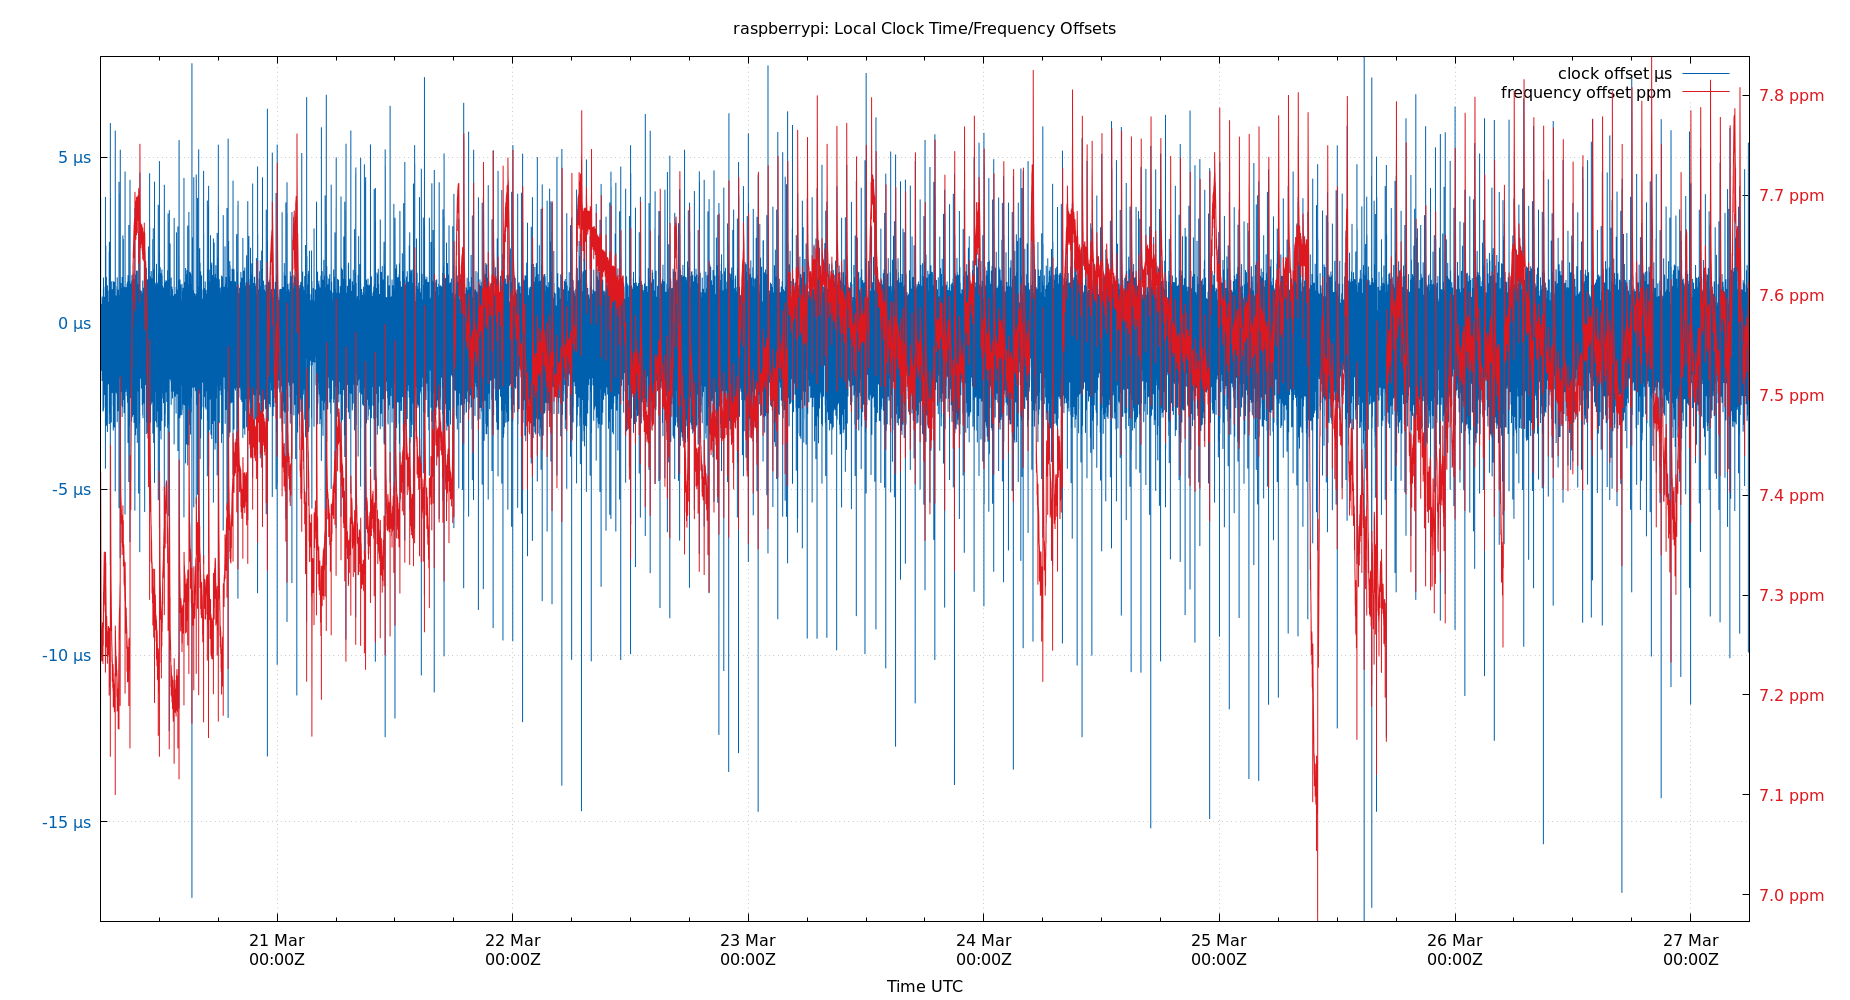 raspberrypi: Local Clock Time/Frequency Offsets
clock offset µs
frequency offset ppm
5 µs
0 µs
-5 µs
-10 µs
-15 µs
7.8 ppm
7.7 ppm
7.6 ppm
7.5 ppm
7.4 ppm
7.3 ppm
7.2 ppm
7.1 ppm
7.0 ppm
21 Mar
00:00Z
22 Mar
00:00Z
23 Mar
00:00Z
24 Mar
00:00Z
25 Mar
00:00Z
26 Mar
00:00Z
27 Mar
00:00Z
Time UTC